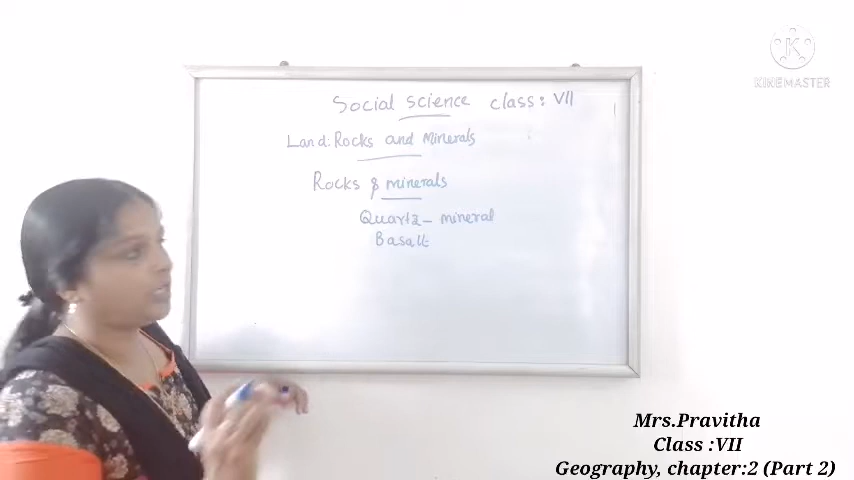 Social science class: VII
Land: Rocks and Minerals
Rocks & minerals
Quartz - mineral
Basalt
K
KINEMASTER
Mrs.Pravitha
Class :VII
Geography, chapter:2 (Part 2)